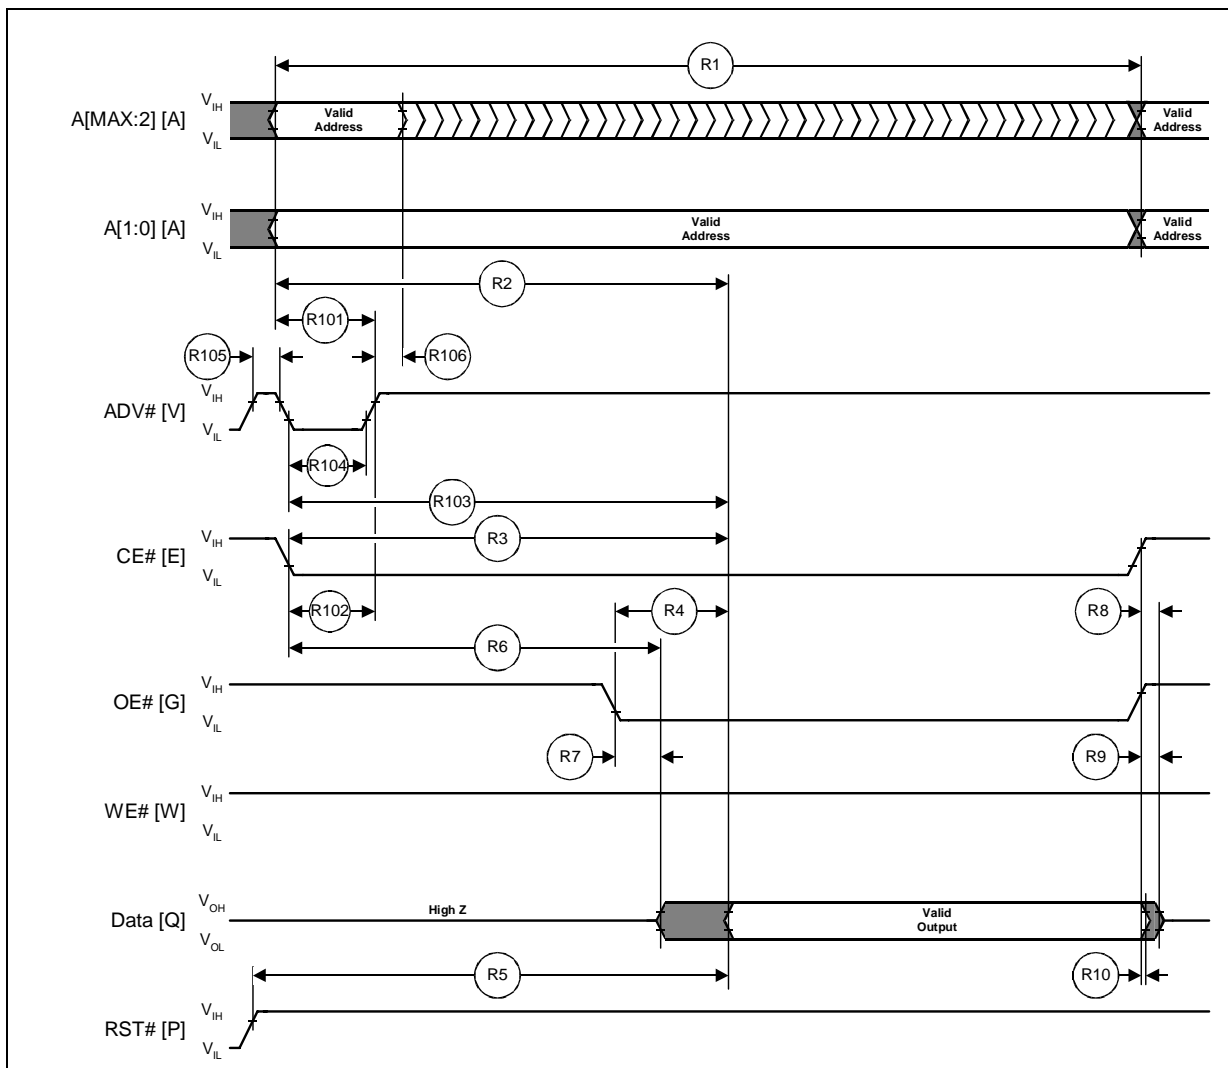 R1
V_IH
A[MAX:2] [A]
V_IL
Valid
Address
Valid
Address
V_IH
A[1:0] [A]
V_IL
Valid
Address
Valid
Address
R2
R101
R105
R106
V_IH
ADV# [V]
V_IL
R104
R103
V_IH
CE# [E]
V_IL
R3
R102
R4
R8
R6
V_IH
OE# [G]
V_IL
R7
R9
V_IH
WE# [W]
V_IL
V_OH
Data [Q]
V_OL
High Z
Valid
Output
R5
R10
V_IH
RST# [P]
V_IL